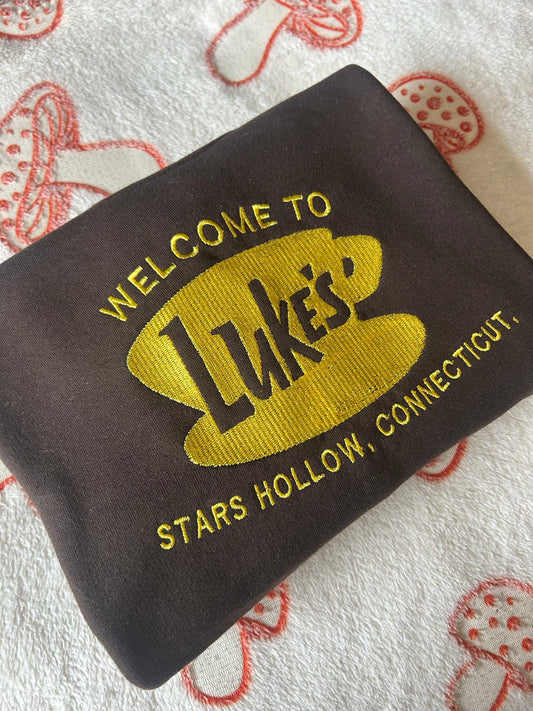 WELCOME TO
LUKE'S
STARS HOLLOW, CONNECTICUT.